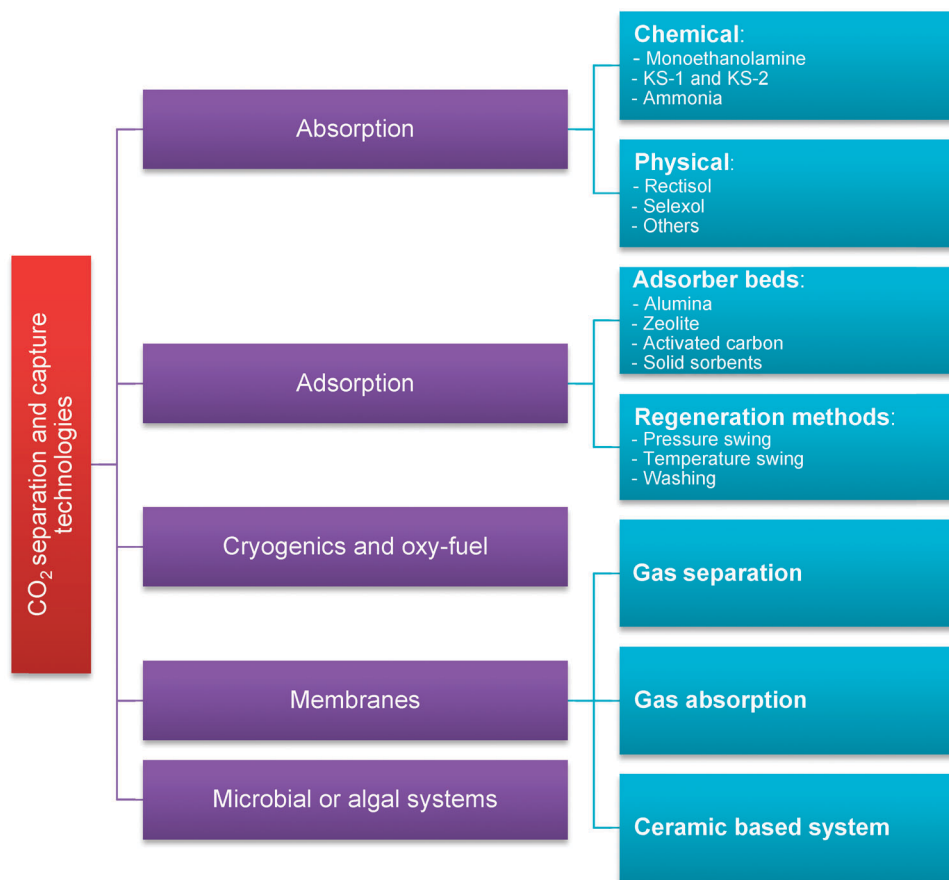 CO₂ separation and capture
technologies
Absorption
Chemical:
- Monoethanolamine
- KS-1 and KS-2
- Ammonia
Physical:
- Rectisol
- Selexol
- Others
Adsorption
Adsorber beds:
- Alumina
- Zeolite
- Activated carbon
- Solid sorbents
Regeneration methods:
- Pressure swing
- Temperature swing
- Washing
Cryogenics and oxy-fuel
Membranes
Gas separation
Gas absorption
Ceramic based system
Microbial or algal systems